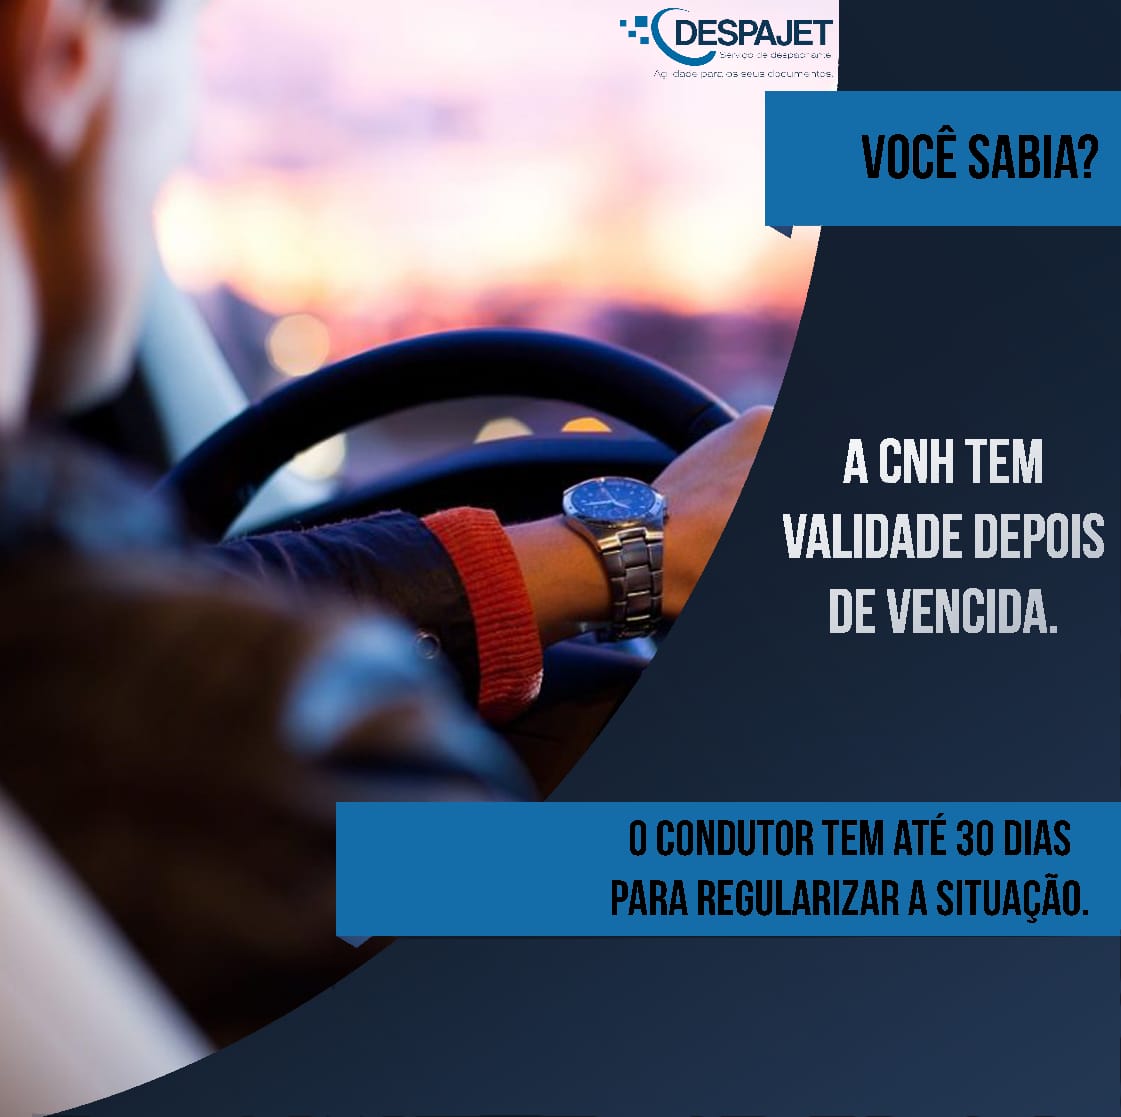 DESPAJET
Serviço de despachante
Agilidade para os seus documentos.
VOCÊ SABIA?
A CNH TEM
VALIDADE DEPOIS
DE VENCIDA.
O CONDUTOR TEM ATÉ 30 DIAS
PARA REGULARIZAR A SITUAÇÃO.